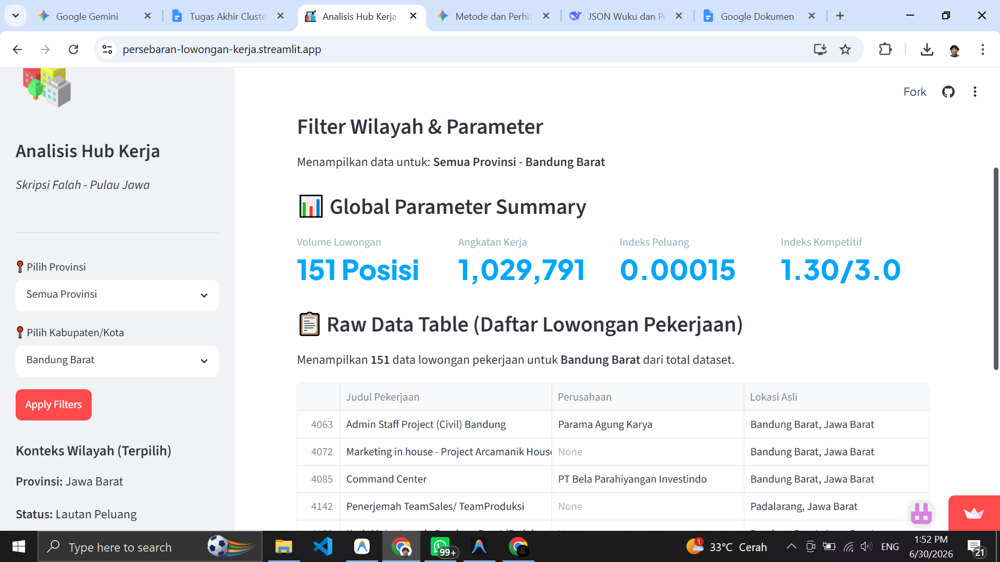 Google Gemini
Tugas Akhir Cluste
Analisis Hub Kerja
Metode dan Perhit
JSON Wuku dan Pe
Google Dokumen
persebaran-lowongan-kerja.streamlit.app
Fork
Analisis Hub Kerja
Skripsi Falah - Pulau Jawa
Pilih Provinsi
Semua Provinsi
Pilih Kabupaten/Kota
Bandung Barat
Apply Filters
Konteks Wilayah (Terpilih)
Provinsi: Jawa Barat
Status: Lautan Peluang
Filter Wilayah & Parameter
Menampilkan data untuk: Semua Provinsi - Bandung Barat
Global Parameter Summary
Volume Lowongan
151 Posisi
Angkatan Kerja
1,029,791
Indeks Peluang
0.00015
Indeks Kompetitif
1.30/3.0
Raw Data Table (Daftar Lowongan Pekerjaan)
Menampilkan 151 data lowongan pekerjaan untuk Bandung Barat dari total dataset.
Judul Pekerjaan Perusahaan Lokasi Asli
4063 Admin Staff Project (Civil) Bandung Parama Agung Karya Bandung Barat, Jawa Barat
4072 Marketing in house - Project Arcamanik House None Bandung Barat, Jawa Barat
4085 Command Center PT Bela Parahiyangan Investindo Bandung Barat, Jawa Barat
4142 Penerjemah TeamSales/ TeamProduksi None Padalarang, Jawa Barat
Type here to search
99+
1
33°C Cerah
ENG
1:52 PM
6/30/2026
21